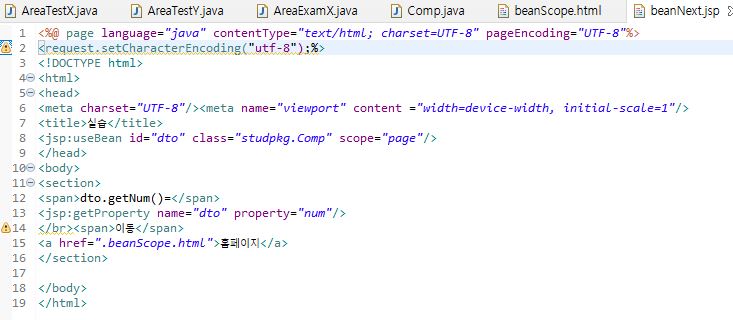 AreaTestX.java AreaTestY.java AreaExamX.java Comp.java beanScope.html beanNext.jsp
1 <%@ page language="java" contentType="text/html; charset=UTF-8" pageEncoding="UTF-8"%>
2 <request.setCharacterEncoding("utf-8");%>
3 <!DOCTYPE html>
4 <html>
5 <head>
6 <meta charset="UTF-8"/><meta name="viewport" content ="width=device-width, initial-scale=1"/>
7 <title>실습</title>
8 <jsp:useBean id="dto" class="studpkg.Comp" scope="page"/>
9 </head>
10 <body>
11 <section>
12 <span>dto.getNum()=</span>
13 <jsp:getProperty name="dto" property="num"/>
14 </br><span>이동</span>
15 <a href=".beanScope.html">홈페이지</a>
16 </section>
17
18 </body>
19 </html>